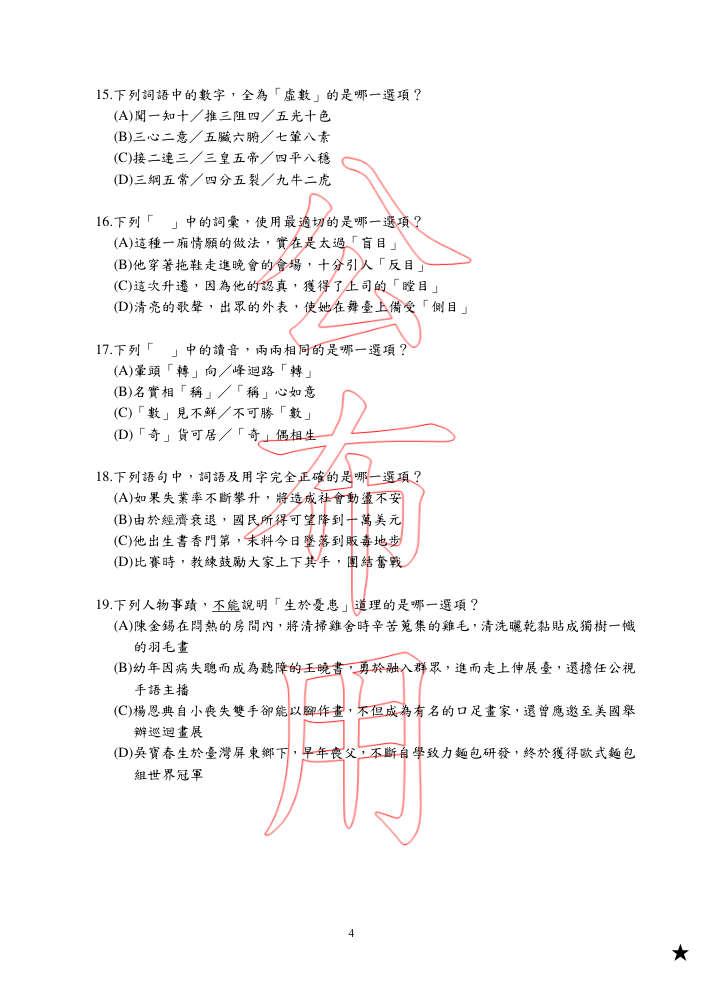 15.下列詞語中的數字，全為「虛數」的是哪一選項？
(A)聞一知十／推三阻四／五光十色
(B)三心二意／五臟六腑／七葷八素
(C)接二連三／三皇五帝／四平八穩
(D)三綱五常／四分五裂／九牛二虎
16.下列「　」中的詞彙，使用最適切的是哪一選項？
(A)這種一廂情願的做法，實在是太過「盲目」
(B)他穿著拖鞋走進晚會的會場，十分引人「反目」
(C)這次升遷，因為他的認真，獲得了上司的「瞠目」
(D)清亮的歌聲，出眾的外表，使她在舞臺上備受「側目」
17.下列「　」中的讀音，兩兩相同的是哪一選項？
(A)暈頭「轉」向／峰迴路「轉」
(B)名實相「稱」／「稱」心如意
(C)「數」見不鮮／不可勝「數」
(D)「奇」貨可居／「奇」偶相生
18.下列語句中，詞語及用字完全正確的是哪一選項？
(A)如果失業率不斷攀升，將造成社會動盪不安
(B)由於經濟衰退，國民所得可望降到一萬美元
(C)他出生書香門第，未料今日墜落到販毒地步
(D)比賽時，教練鼓勵大家上下其手，團結奮戰
19.下列人物事蹟，不能說明「生於憂患」道理的是哪一選項？
(A)陳金錫在悶熱的房間內，將清掃雞舍時辛苦蒐集的雞毛，清洗曬乾黏貼成獨樹一幟
的羽毛畫
(B)幼年因病失聰而成為聽障的王曉書，勇於融入群眾，進而走上伸展臺，還擔任公視
手語主播
(C)楊恩典自小喪失雙手卻能以腳作畫，不但成為有名的口足畫家，還曾應邀至美國舉
辦巡迴畫展
(D)吳寶春生於臺灣屏東鄉下，早年喪父，不斷自學致力麵包研發，終於獲得歐式麵包
組世界冠軍
公
布
用
4
★